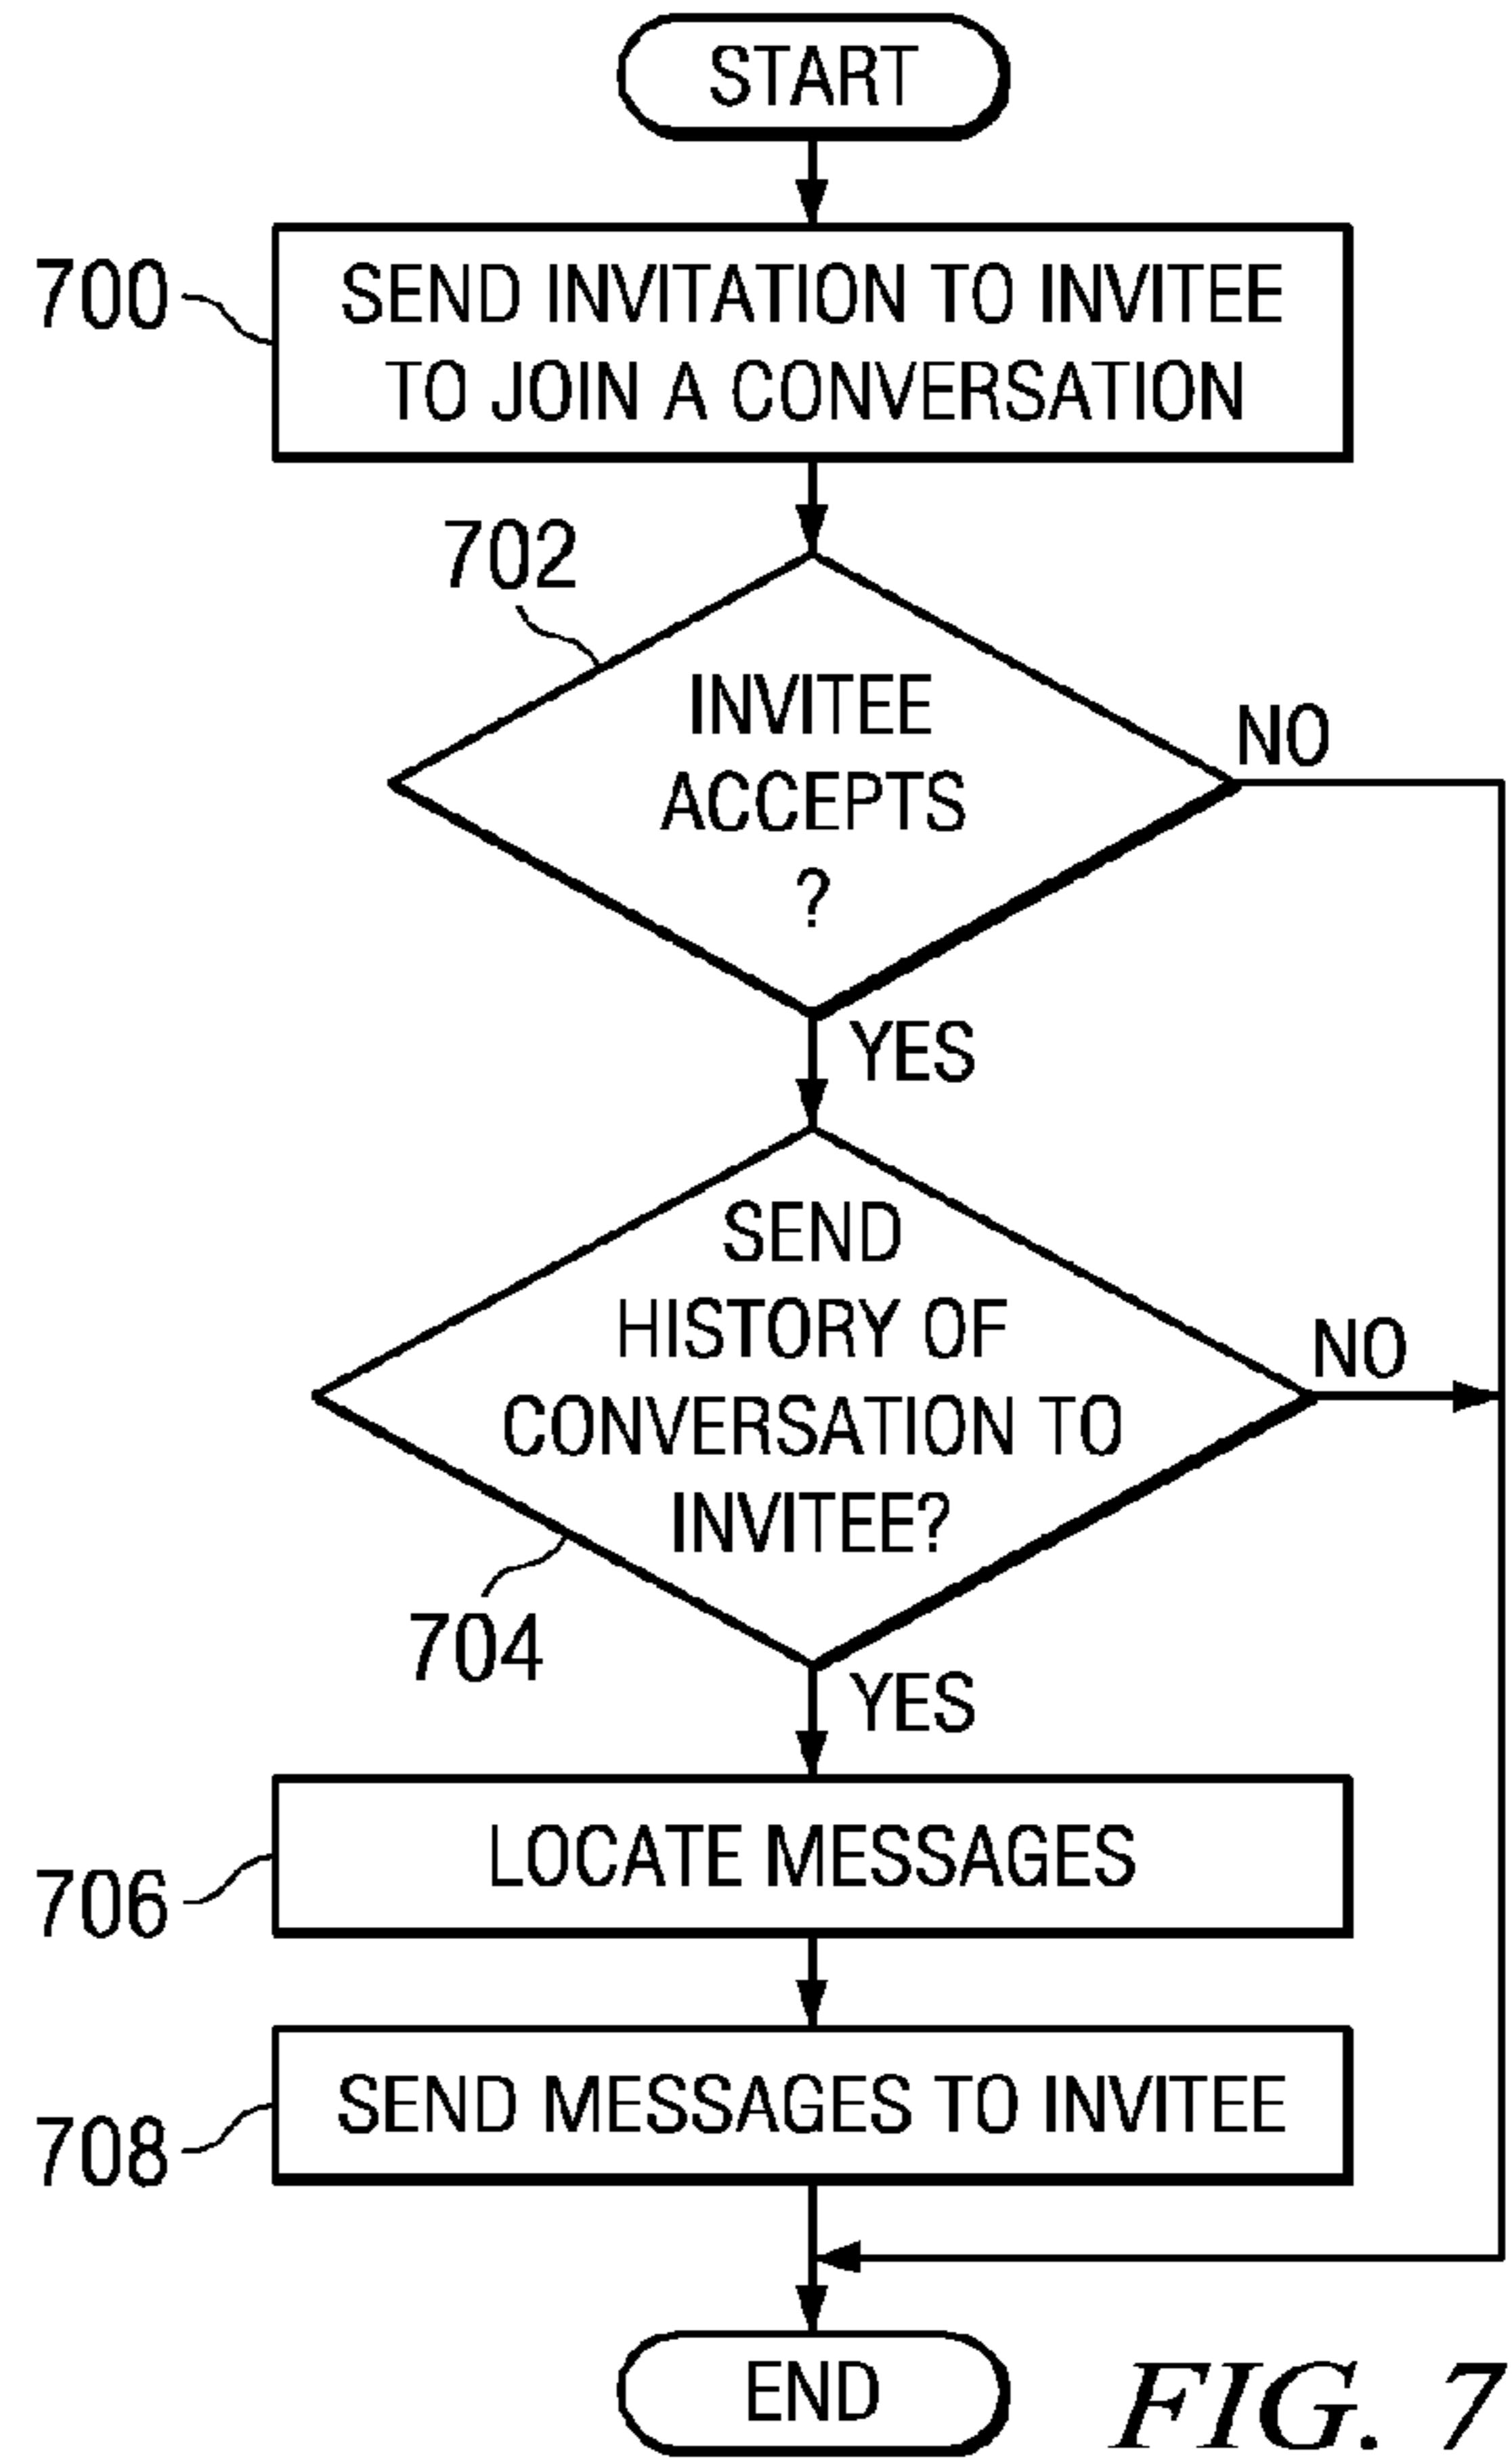 START
700
SEND INVITATION TO INVITEE
TO JOIN A CONVERSATION
702
INVITEE
ACCEPTS
?
NO
YES
SEND
HISTORY OF
CONVERSATION TO
INVITEE?
NO
704
YES
706
LOCATE MESSAGES
708
SEND MESSAGES TO INVITEE
END
FIG. 7